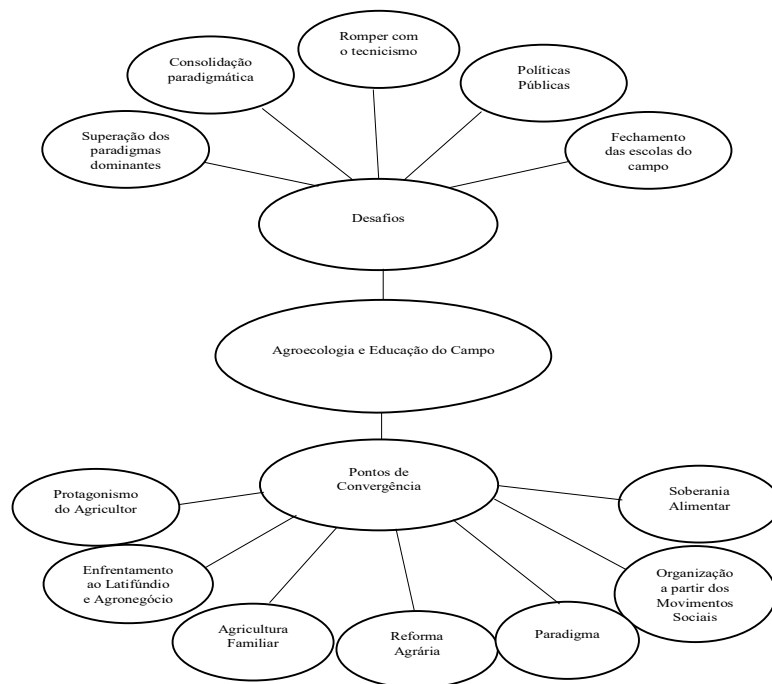 Romper com
o tecnicismo
Consolidação
paradigmática
Políticas
Públicas
Superação dos
paradigmas
dominantes
Fechamento
das escolas do
campo
Desafios
Agroecologia e Educação do Campo
Pontos de
Convergência
Protagonismo
do Agricultor
Soberania
Alimentar
Enfrentamento
ao Latifúndio
e Agronegócio
Organização
a partir dos
Movimentos
Sociais
Agricultura
Familiar
Reforma
Agrária
Paradigma